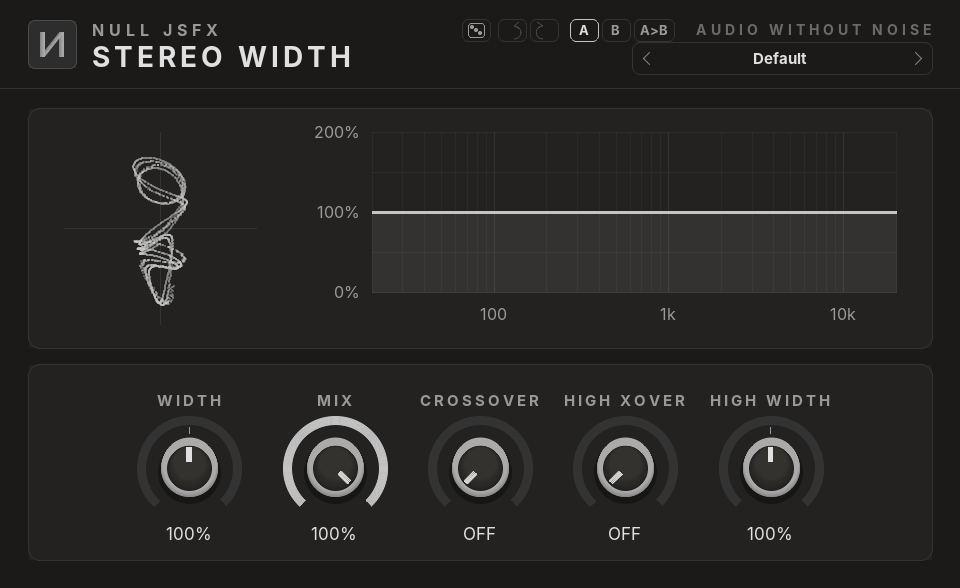 NULL JSFX
STEREO WIDTH
A B A>B AUDIO WITHOUT NOISE
Default
200%
100%
0%
100 1k 10k
WIDTH MIX CROSSOVER HIGH XOVER HIGH WIDTH
100% 100% OFF OFF 100%